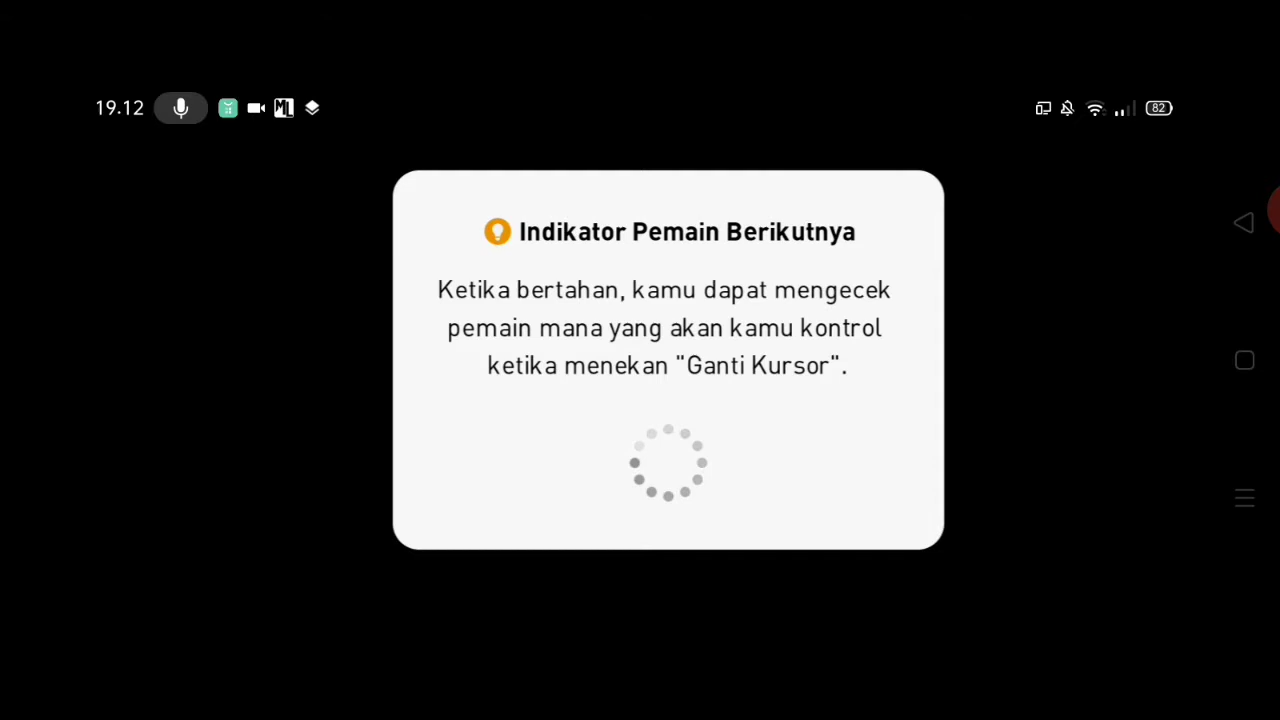 19.12
ML
82
Indikator Pemain Berikutnya
Ketika bertahan, kamu dapat mengecek
pemain mana yang akan kamu kontrol
ketika menekan "Ganti Kursor".